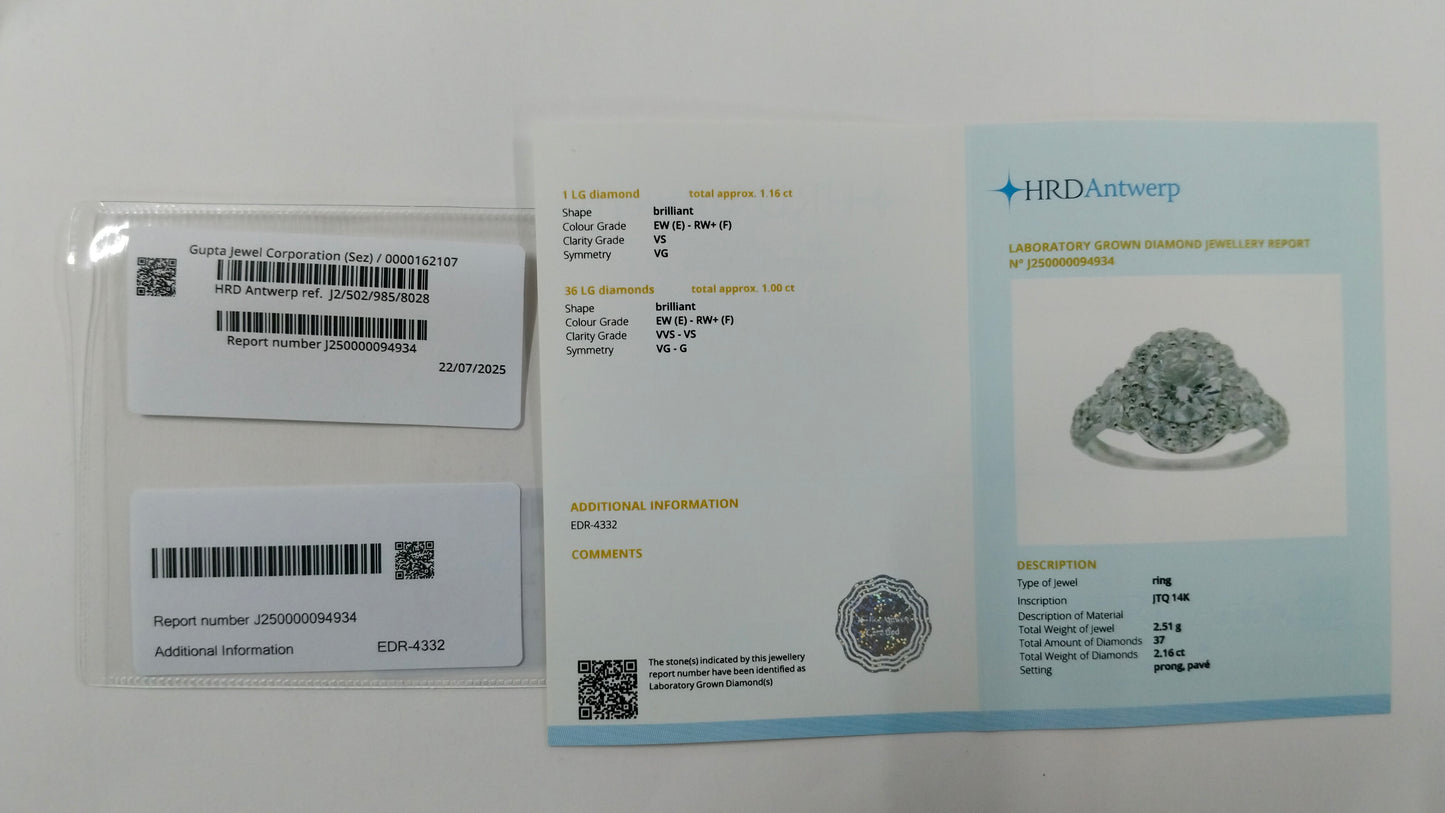 Gupta Jewel Corporation (Sez) / 0000162107
HRD Antwerp ref. J2/502/985/8028
Report number J250000094934
22/07/2025
Report number J250000094934
Additional Information EDR-4332
1 LG diamond total approx. 1.16 ct
Shape brilliant
Colour Grade EW (E) - RW+ (F)
Clarity Grade VS
Symmetry VG
36 LG diamonds total approx. 1.00 ct
Shape brilliant
Colour Grade EW (E) - RW+ (F)
Clarity Grade VVS - VS
Symmetry VG - G
ADDITIONAL INFORMATION
EDR-4332
COMMENTS
The stone(s) indicated by this jewellery
report number have been identified as
Laboratory Grown Diamond(s)
HRDAntwerp
LABORATORY GROWN DIAMOND JEWELLERY REPORT
N° J250000094934
DESCRIPTION
Type of Jewel ring
Inscription JTQ 14K
Description of Material
Total Weight of Jewel 2.51 g
Total Amount of Diamonds 37
Total Weight of Diamonds 2.16 ct
Setting prong, pavé